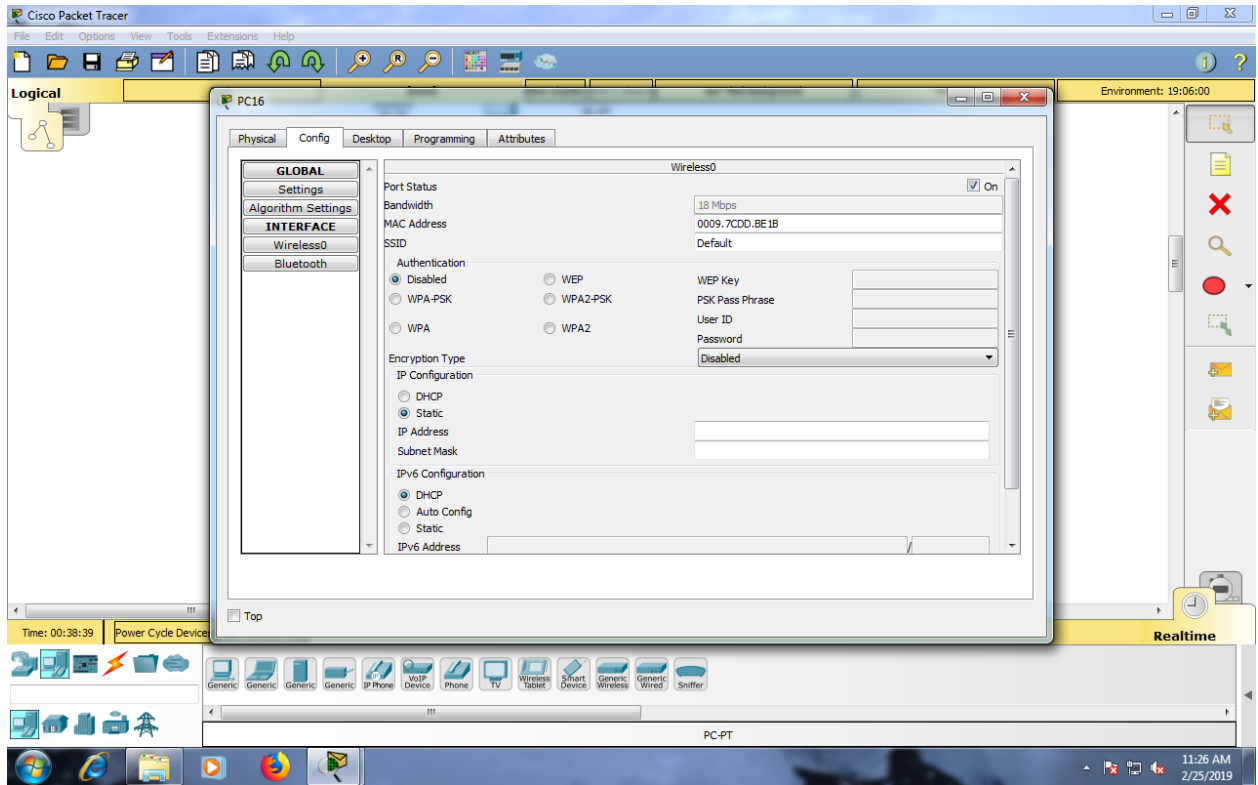 Cisco Packet Tracer
File Edit Options View Tools Extensions Help
Logical
Environment: 19:06:00
PC16
Physical Config Desktop Programming Attributes
GLOBAL
Settings
Algorithm Settings
INTERFACE
Wireless0
Bluetooth
Wireless0
Port Status On
Bandwidth 18 Mbps
MAC Address 0009.7CDD.BE1B
SSID Default
Authentication
Disabled WEP WEP Key
WPA-PSK WPA2-PSK PSK Pass Phrase
User ID
WPA WPA2
Password
Encryption Type Disabled
IP Configuration
DHCP
Static
IP Address
Subnet Mask
IPv6 Configuration
DHCP
Auto Config
Static
IPv6 Address /
Top
Time: 00:38:39 Power Cycle Device
Realtime
Generic Generic Generic Generic IP Phone VoIP Device Phone TV Wireless Tablet Smart Device Generic Wireless Generic Wired Sniffer
PC-PT
11:26 AM
2/25/2019